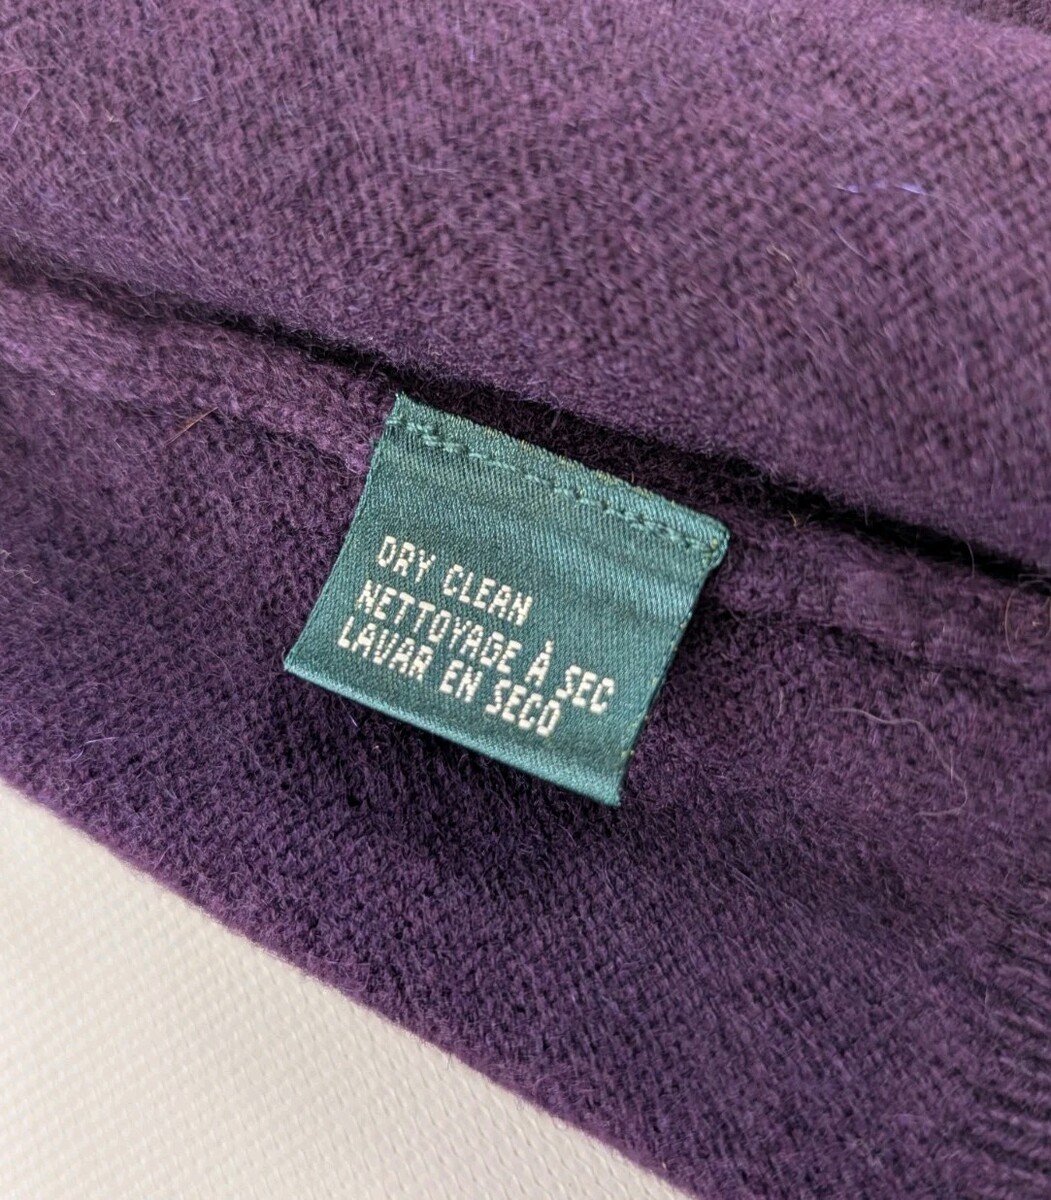 DRY CLEAN
NETTOYAGE À SEC
LAVAR EN SECO